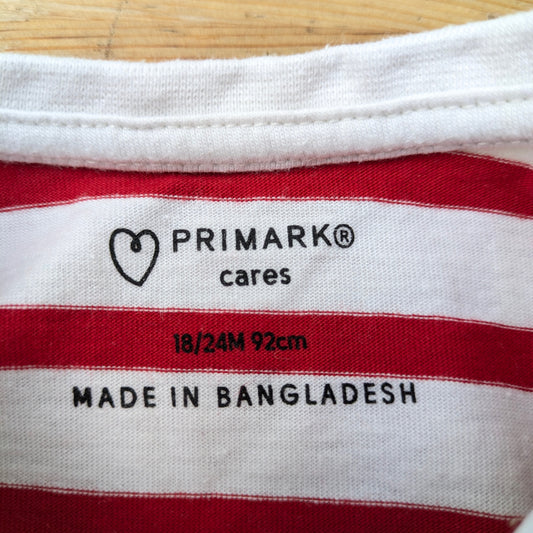 PRIMARK®
cares
18/24M 92cm
MADE IN BANGLADESH